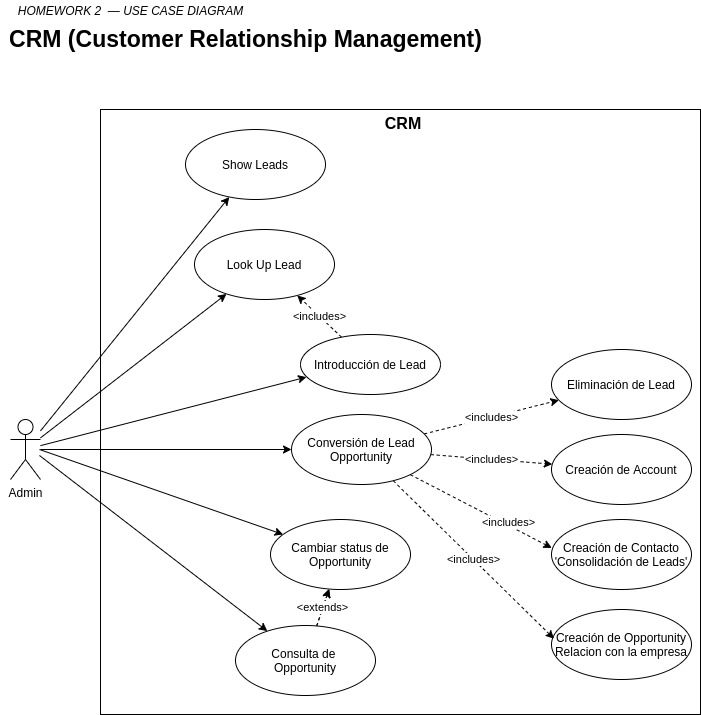 HOMEWORK 2 — USE CASE DIAGRAM
CRM (Customer Relationship Management)
CRM
Show Leads
Look Up Lead
<includes>
Introducción de Lead
Eliminación de Lead
<includes>
Conversión de Lead
Opportunity
<includes>
Creación de Account
Admin
<includes>
Cambiar status de
Opportunity
Creación de Contacto
'Consolidación de Leads'
<includes>
<extends>
Consulta de
Opportunity
Creación de Opportunity
Relacion con la empresa